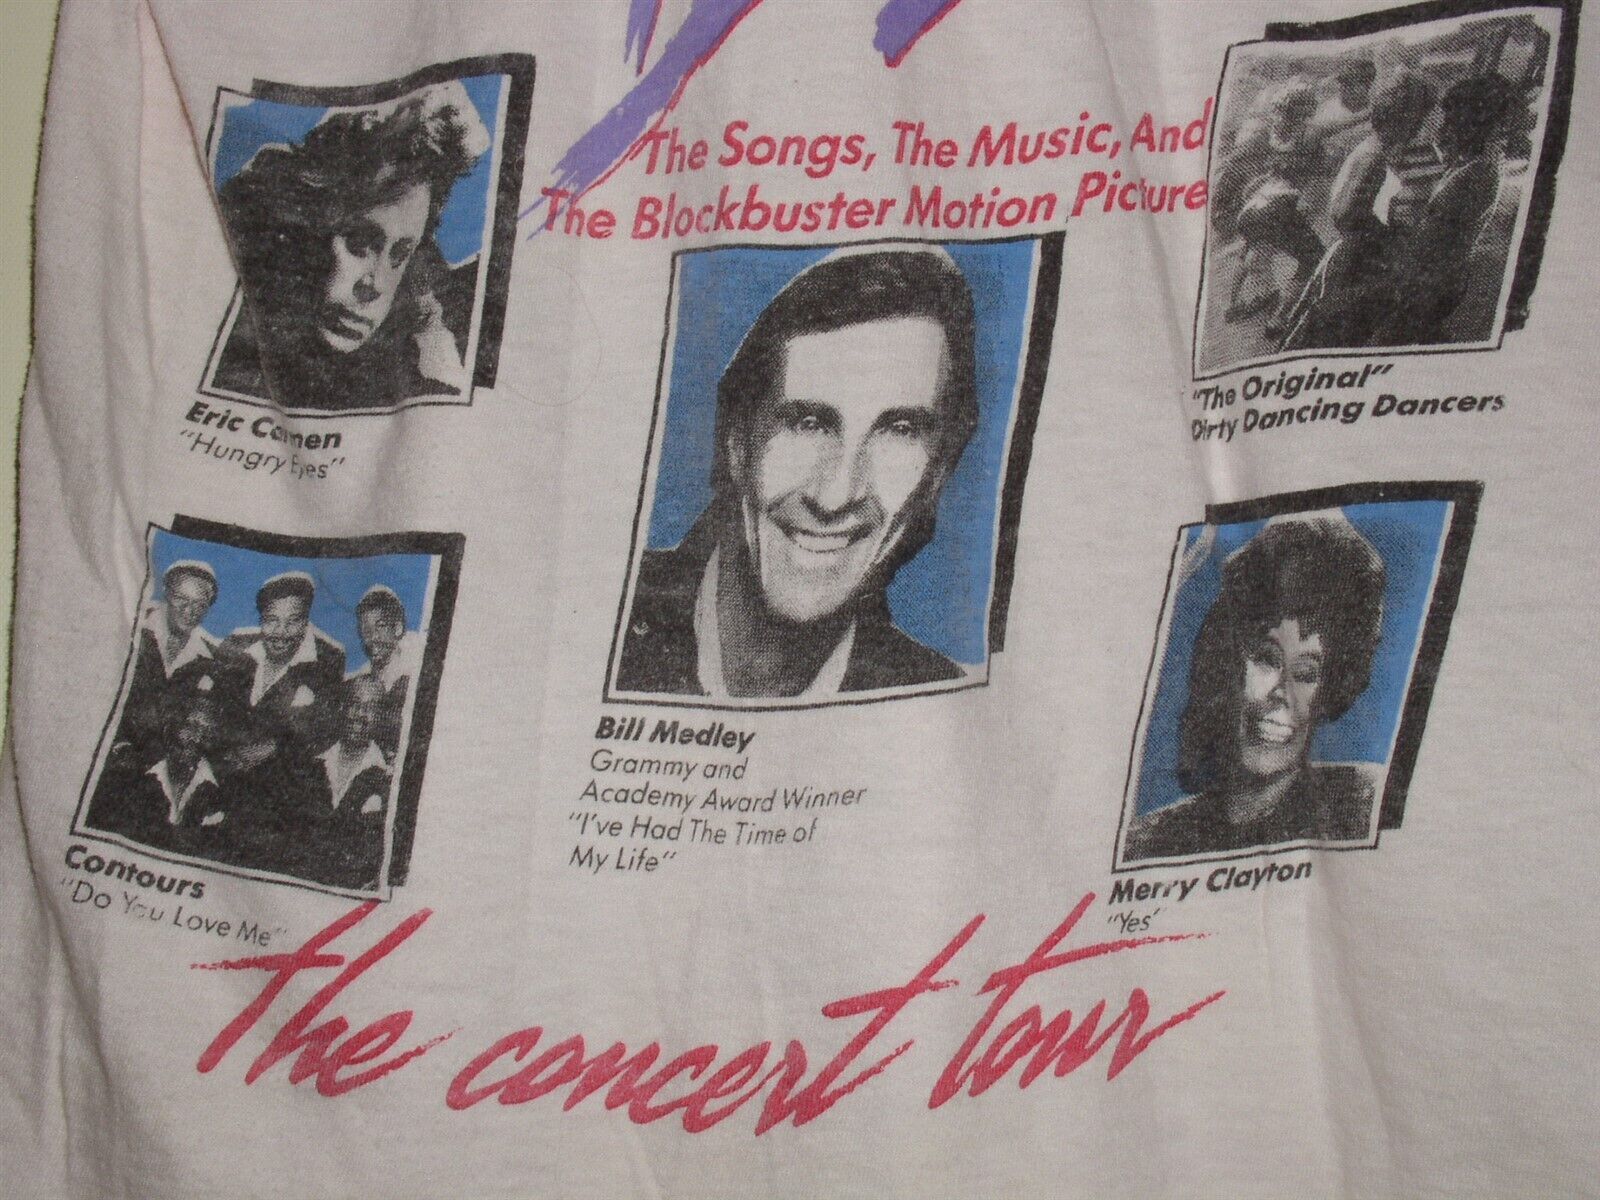 The Songs, The Music, And
The Blockbuster Motion Picture
Eric Carmen
"Hungry Eyes"
"The Original"
Dirty Dancing Dancers
Bill Medley
Grammy and
Academy Award Winner
"I've Had The Time of
My Life"
Contours
"Do You Love Me"
Merry Clayton
"Yes"
the concert tour